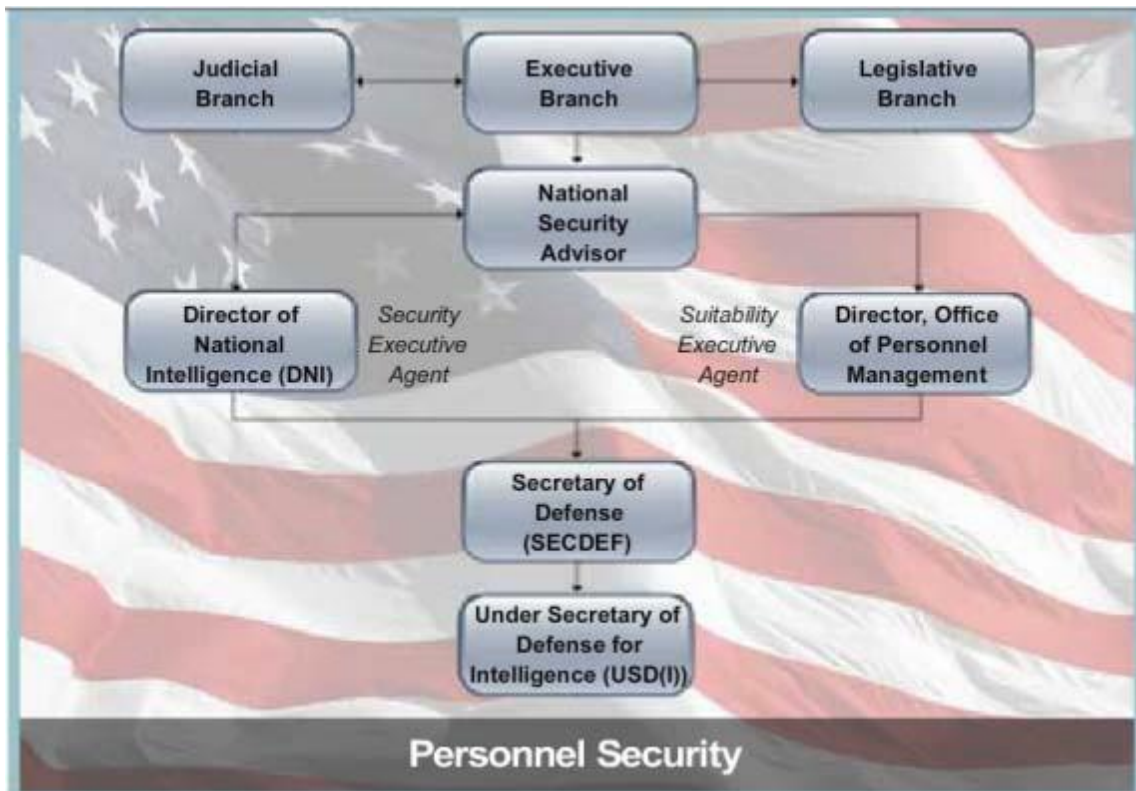 Judicial
Branch
Executive
Branch
Legislative
Branch
National
Security
Advisor
Director of
National
Intelligence (DNI)
Security
Executive
Agent
Suitability
Executive
Agent
Director, Office
of Personnel
Management
Secretary of
Defense
(SECDEF)
Under Secretary of
Defense for
Intelligence (USD(I))
Personnel Security